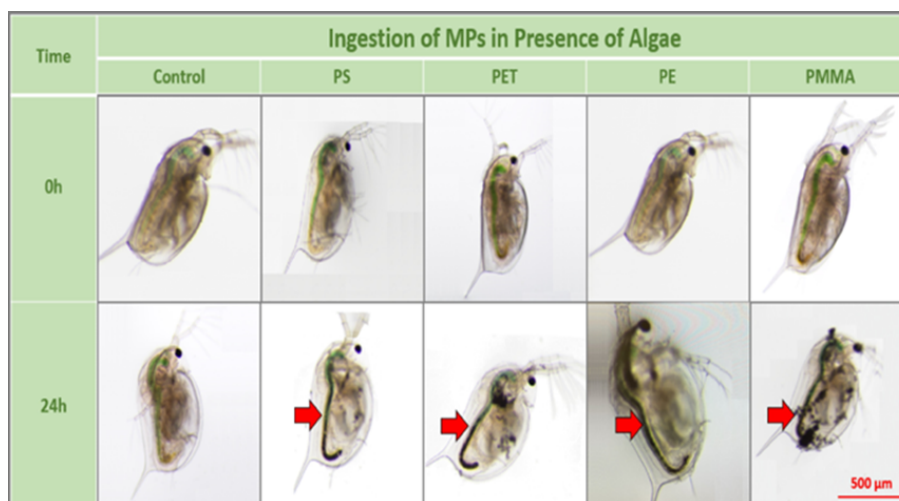 Time
Ingestion of MPs in Presence of Algae
Control
PS
PET
PE
PMMA
0h
24h
500 µm